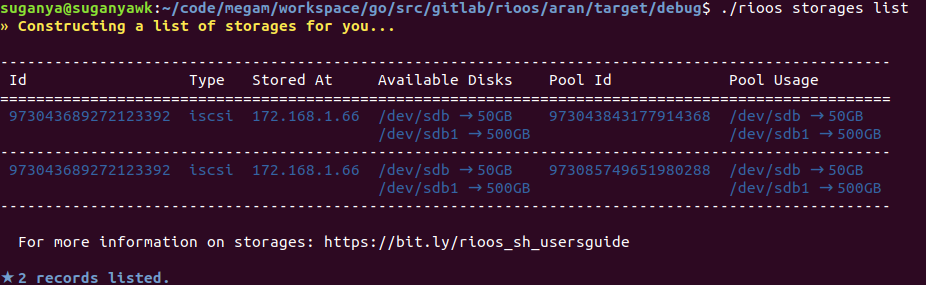 suganya@suganyawk:~/code/megam/workspace/go/src/gitlab/rioos/aran/target/debug$ ./rioos storages list
» Constructing a list of storages for you...
---------------------------------------------------------------------------------------------------
Id Type Stored At Available Disks Pool Id Pool Usage
===================================================================================================
973043689272123392 iscsi 172.168.1.66 /dev/sdb →50GB 973043843177914368 /dev/sdb →50GB
/dev/sdb1 →500GB /dev/sdb1 →500GB
---------------------------------------------------------------------------------------------------
973043689272123392 iscsi 172.168.1.66 /dev/sdb →50GB 973085749651980288 /dev/sdb →50GB
/dev/sdb1 →500GB /dev/sdb1 →500GB
---------------------------------------------------------------------------------------------------
For more information on storages: https://bit.ly/rioos_sh_usersguide
★ 2 records listed.